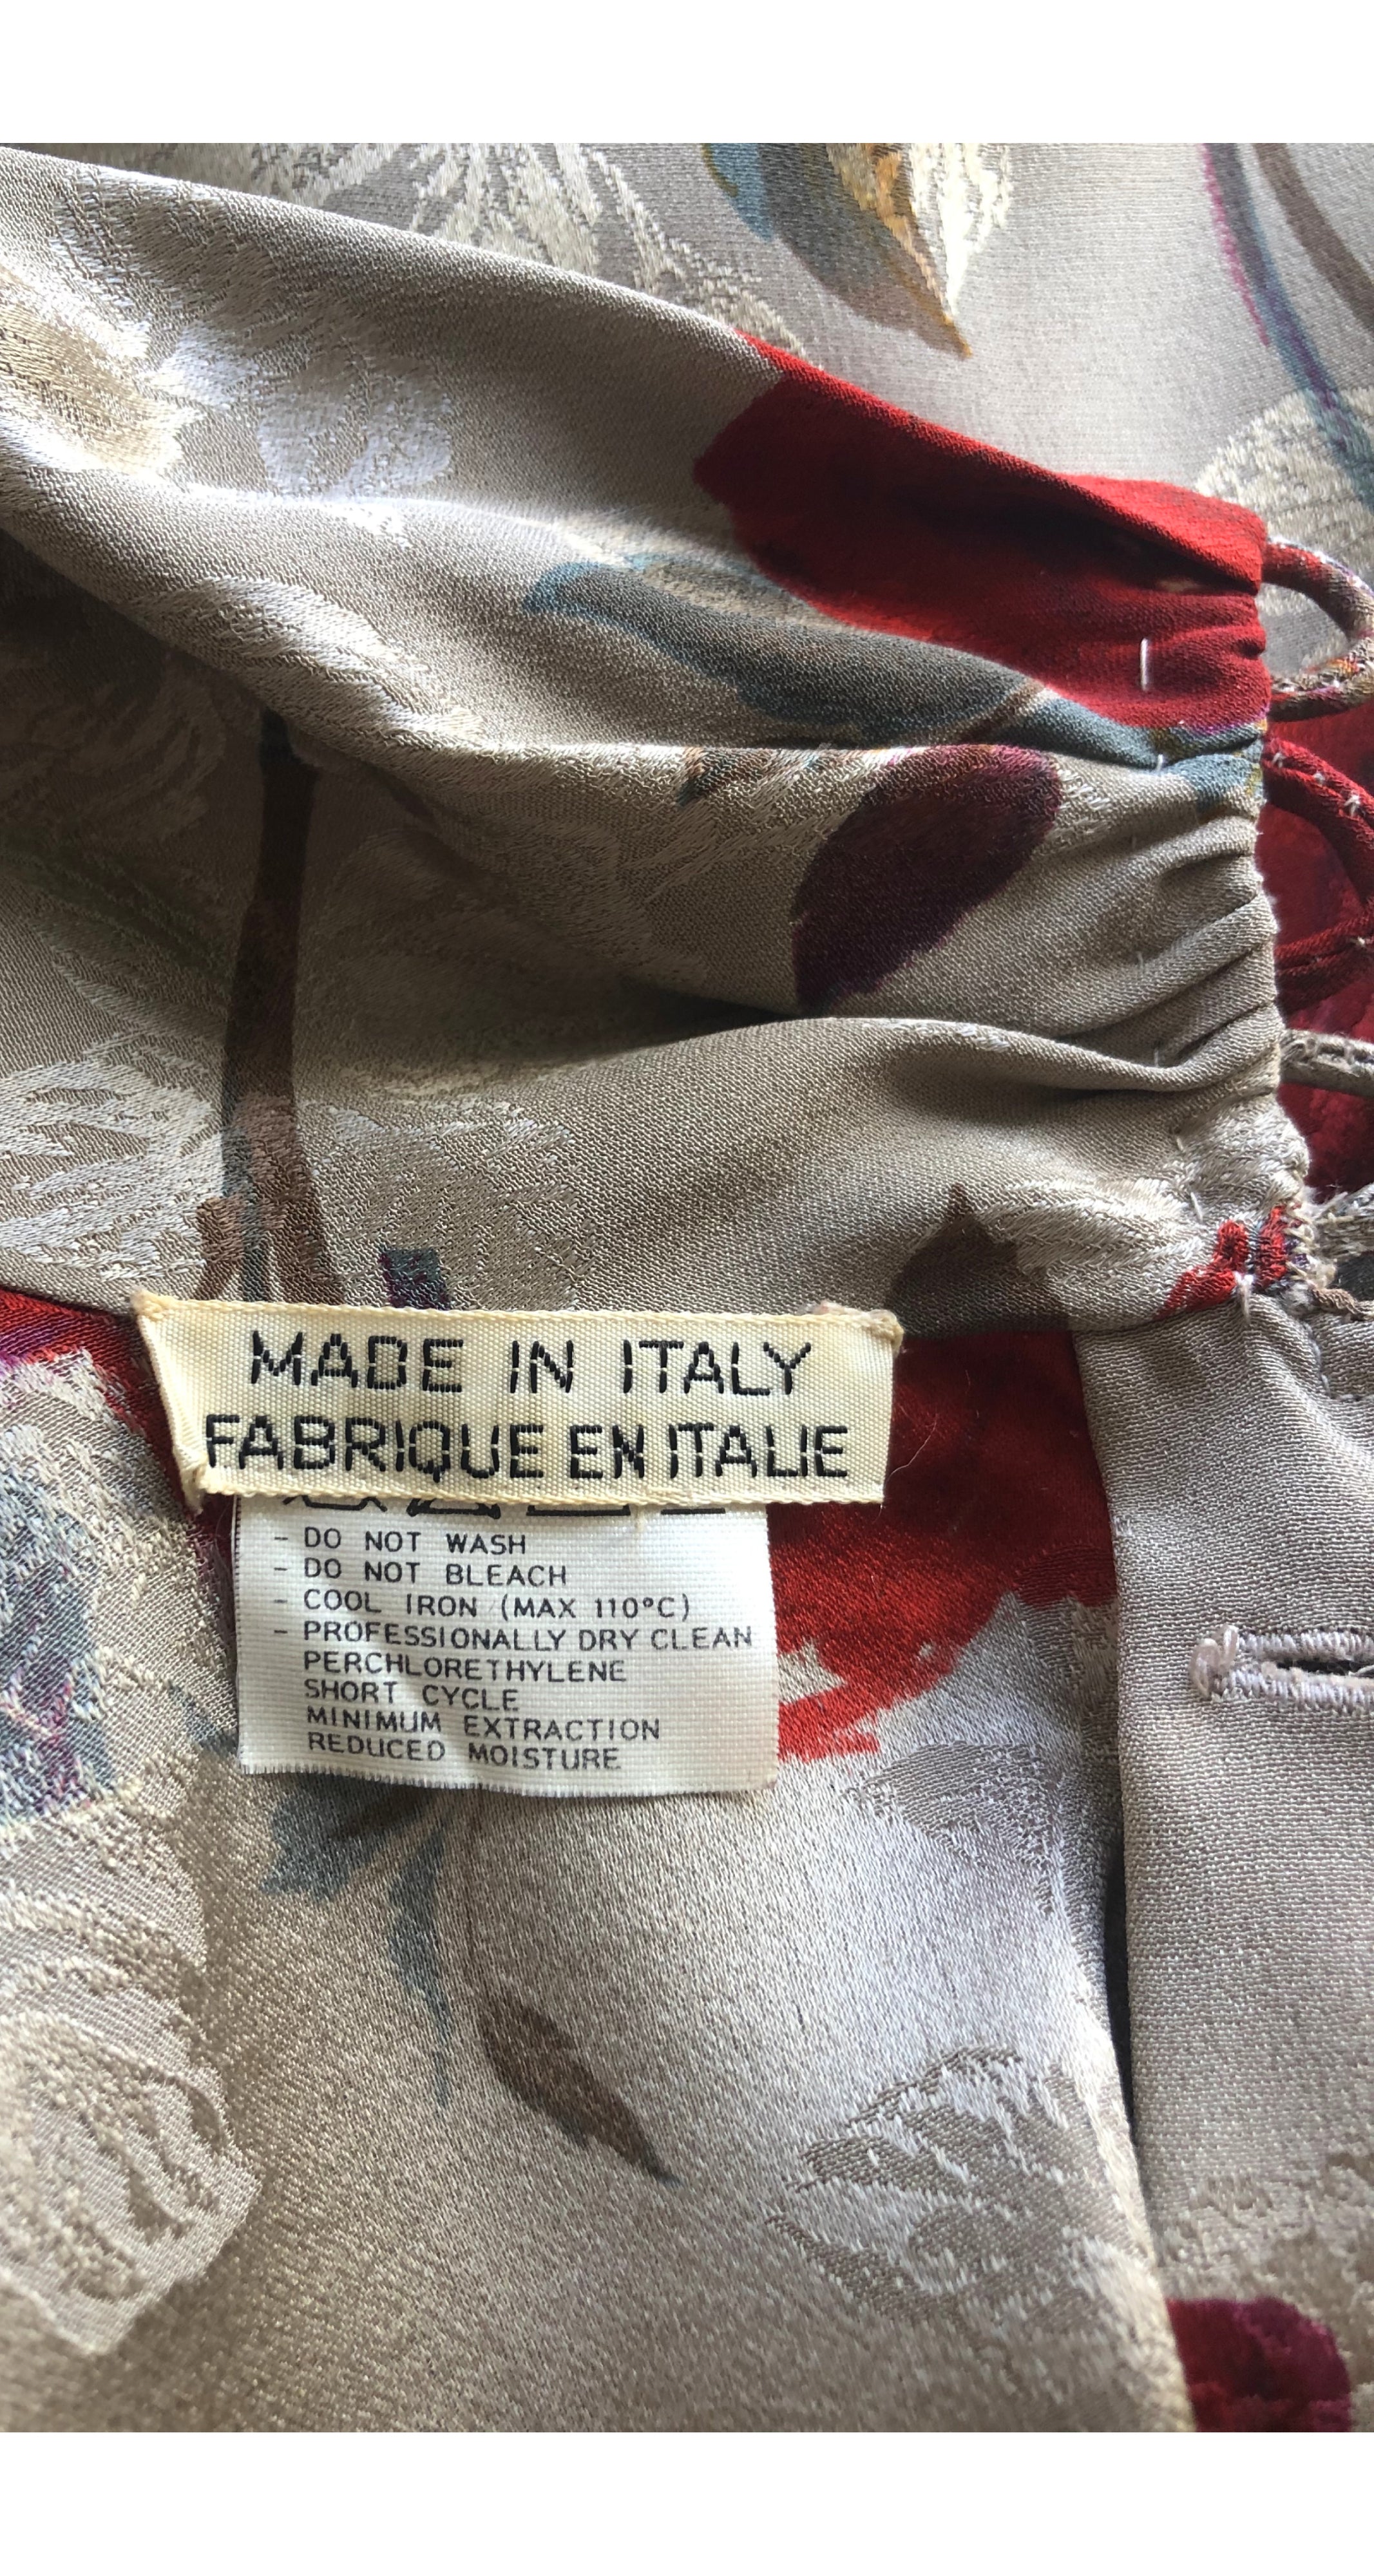 MADE IN ITALY
FABRIQUE EN ITALIE
- DO NOT WASH
- DO NOT BLEACH
- COOL IRON (MAX 110°C)
- PROFESSIONALLY DRY CLEAN
PERCHLORETHYLENE
SHORT CYCLE
MINIMUM EXTRACTION
REDUCED MOISTURE